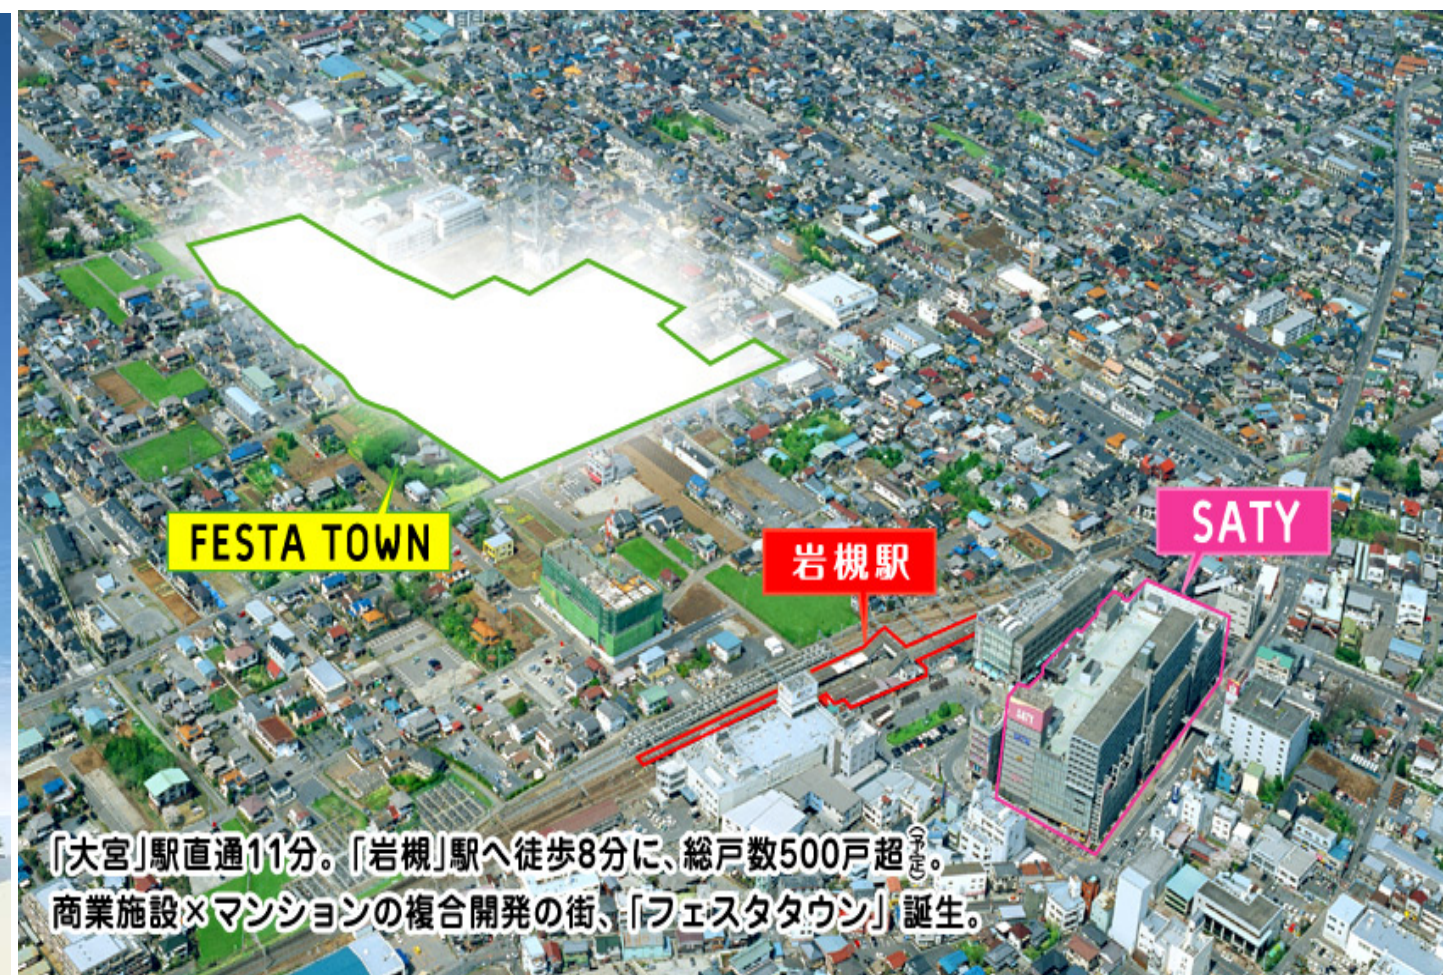 FESTA TOWN
岩槻駅
SATY
SATY
「大宮」駅直通11分。「岩槻」駅へ徒歩8分に、総戸数500戸超(予定)。
商業施設×マンションの複合開発の街、「フェスタタウン」誕生。